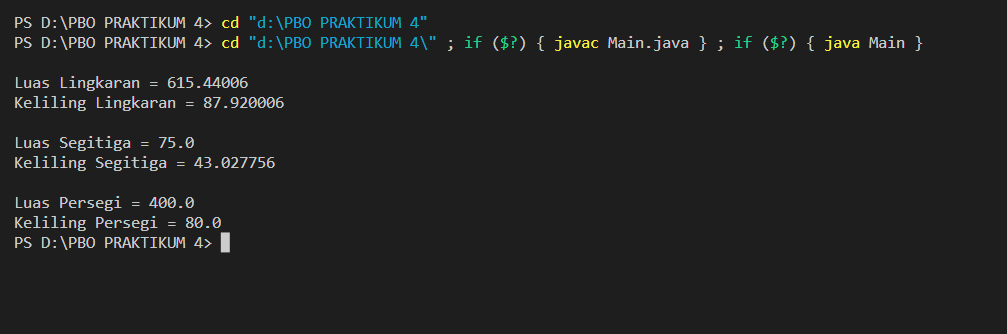 PS D:\PBO PRAKTIKUM 4> cd "d:\PBO PRAKTIKUM 4"
PS D:\PBO PRAKTIKUM 4> cd "d:\PBO PRAKTIKUM 4\" ; if ($?) { javac Main.java } ; if ($?) { java Main }
Luas Lingkaran = 615.44006
Keliling Lingkaran = 87.920006
Luas Segitiga = 75.0
Keliling Segitiga = 43.027756
Luas Persegi = 400.0
Keliling Persegi = 80.0
PS D:\PBO PRAKTIKUM 4>